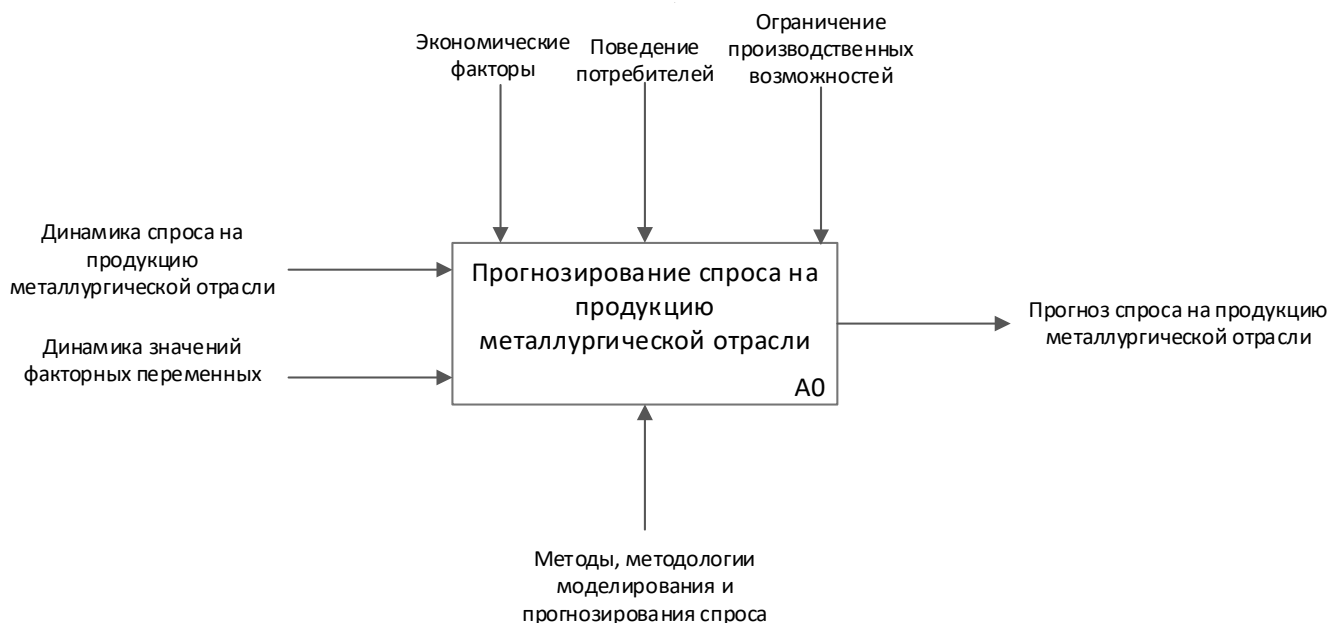 Экономические
факторы
Поведение
потребителей
Ограничение
производственных
возможностей
Динамика спроса на
продукцию
металлургической отрасли
Динамика значений
факторных переменных
Прогнозирование спроса на
продукцию
металлургической отрасли
A0
Прогноз спроса на продукцию
металлургической отрасли
Методы, методологии
моделирования и
прогнозирования спроса